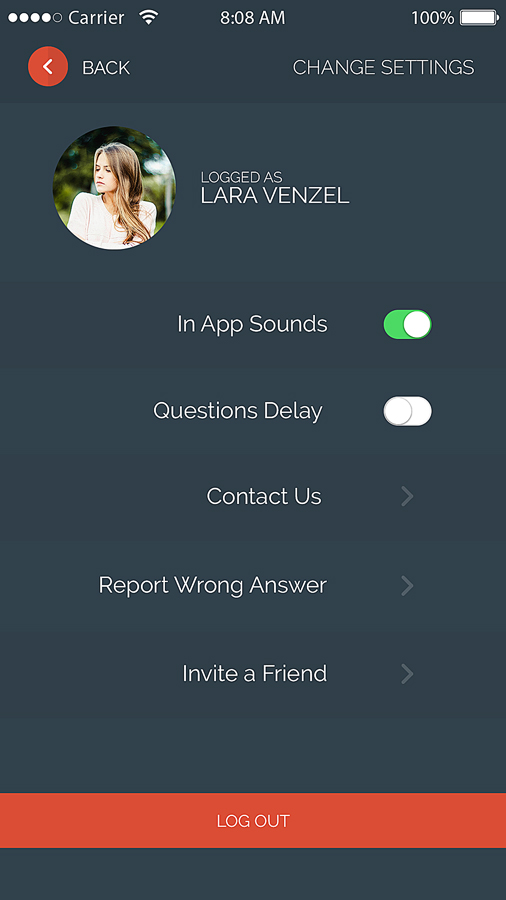 Carrier 8:08 AM 100%
BACK CHANGE SETTINGS
LOGGED AS
LARA VENZEL
In App Sounds
Questions Delay
Contact Us
Report Wrong Answer
Invite a Friend
LOG OUT